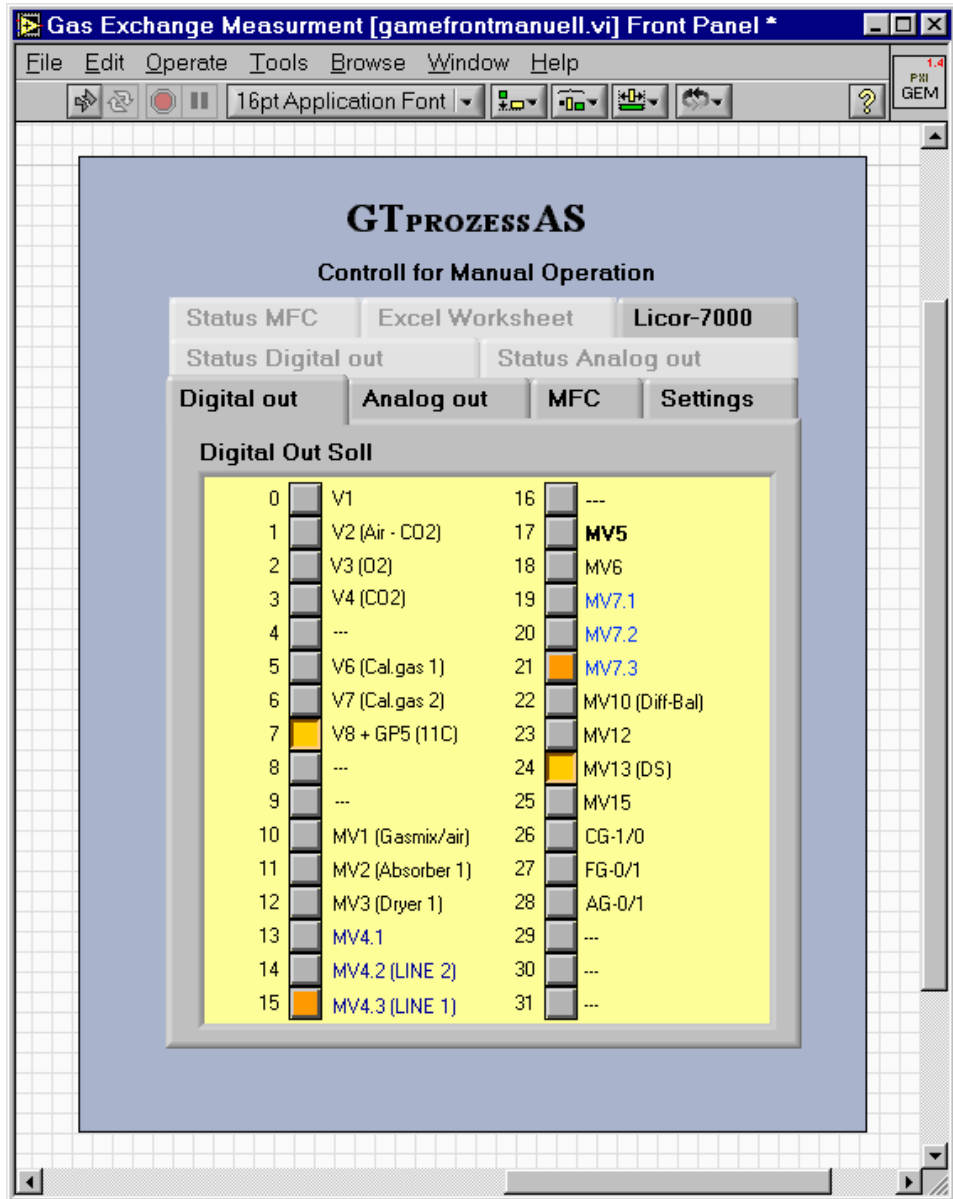 Gas Exchange Measurment [gamefrontmanuell.vi] Front Panel *
File Edit Operate Tools Browse Window Help
1.4
PXI
GEM
16pt Application Font
?
GTPROZESSAS
Controll for Manual Operation
Status MFC Excel Worksheet Licor-7000
Status Digital out Status Analog out
Digital out Analog out MFC Settings
Digital Out Soll
0 V1
1 V2 (Air - CO2)
2 V3 (O2)
3 V4 (CO2)
4 ---
5 V6 (Cal.gas 1)
6 V7 (Cal.gas 2)
7 V8 + GP5 (11C)
8 ---
9 ---
10 MV1 (Gasmix/air)
11 MV2 (Absorber 1)
12 MV3 (Dryer 1)
13 MV4.1
14 MV4.2 (LINE 2)
15 MV4.3 (LINE 1)
16 ---
17 MV5
18 MV6
19 MV7.1
20 MV7.2
21 MV7.3
22 MV10 (Diff-Bal)
23 MV12
24 MV13 (DS)
25 MV15
26 CG-1/0
27 FG-0/1
28 AG-0/1
29 ---
30 ---
31 ---